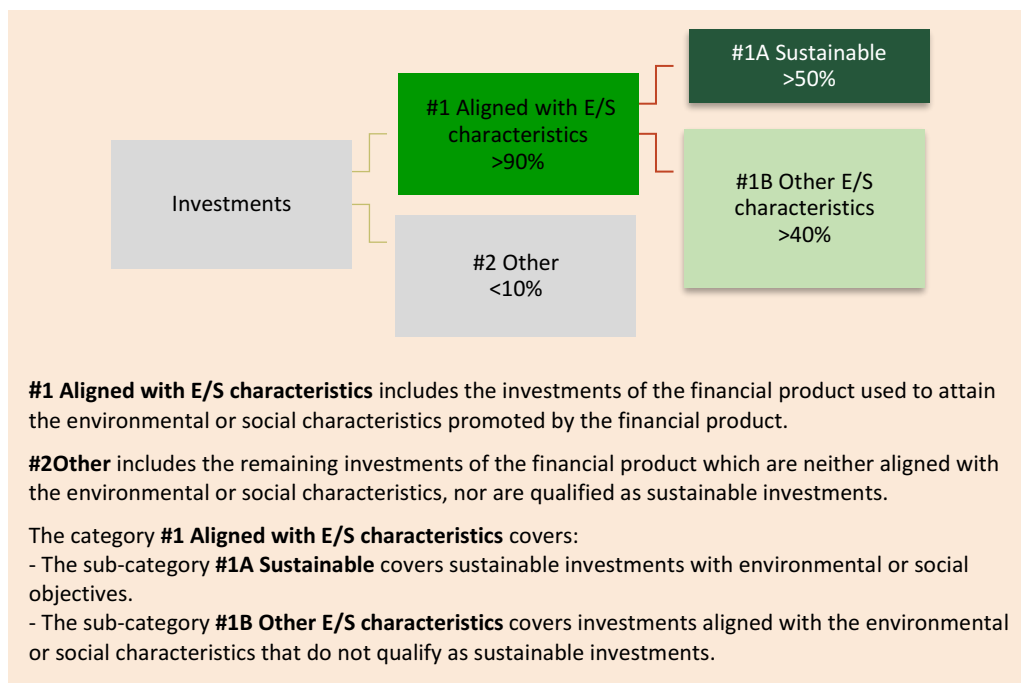 #1A Sustainable
>50%
#1 Aligned with E/S
characteristics
>90%
#1B Other E/S
characteristics
>40%
Investments
#2 Other
<10%
#1 Aligned with E/S characteristics includes the investments of the financial product used to attain
the environmental or social characteristics promoted by the financial product.
#2Other includes the remaining investments of the financial product which are neither aligned with
the environmental or social characteristics, nor are qualified as sustainable investments.
The category #1 Aligned with E/S characteristics covers:
- The sub-category #1A Sustainable covers sustainable investments with environmental or social
objectives.
- The sub-category #1B Other E/S characteristics covers investments aligned with the environmental
or social characteristics that do not qualify as sustainable investments.